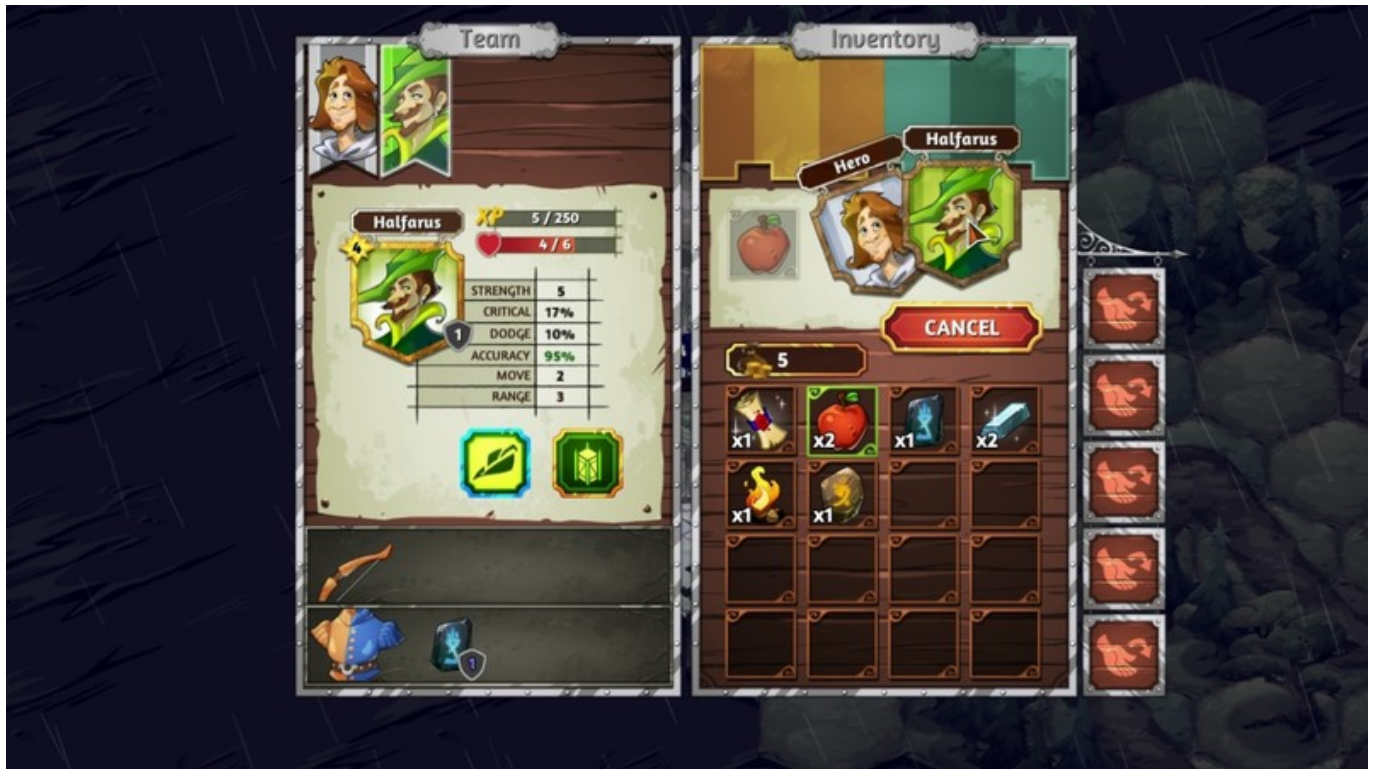 Team
Inventory
Halfarus
4
XP 5 / 250
4 / 6
STRENGTH 5
CRITICAL 17%
1
DODGE 10%
ACCURACY 95%
MOVE 2
RANGE 3
1
Hero
Halfarus
CANCEL
5
x1
x2
x1
x2
x1
x1